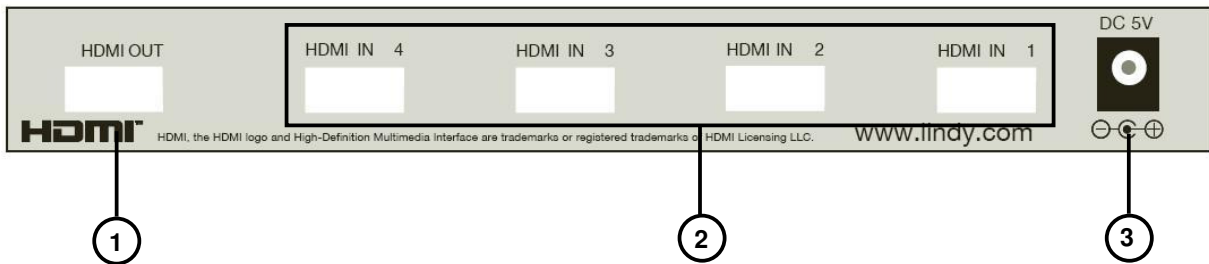 DC 5V
HDMI OUT
HDMI IN 4
HDMI IN 3
HDMI IN 2
HDMI IN 1
HDMI
HDMI, the HDMI logo and High-Definition Multimedia Interface are trademarks or registered trademarks of HDMI Licensing LLC.
www.lindy.com
1
2
3